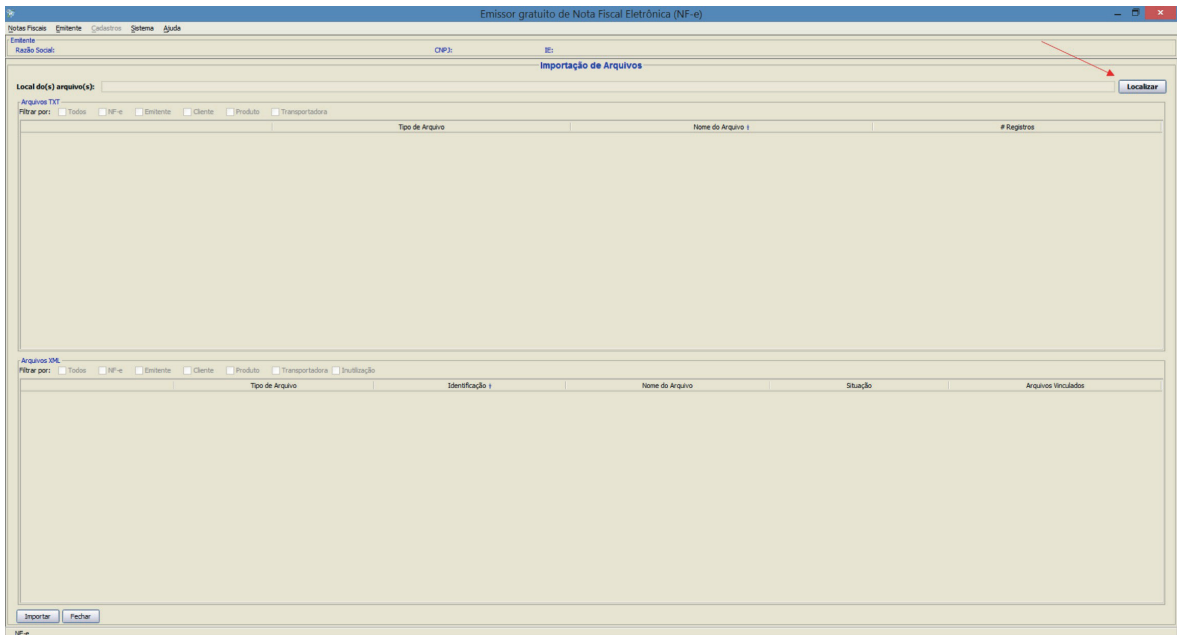 Emissor gratuito de Nota Fiscal Eletrônica (NF-e)
Notas Fiscais Emitente Cadastros Sistema Ajuda
Emitente
Razão Social: CNPJ: IE:
Importação de Arquivos
Local do(s) arquivo(s): Localizar
Arquivos TXT
Filtrar por: Todos NF-e Emitente Cliente Produto Transportadora
Tipo de Arquivo Nome do Arquivo # Registros
Arquivos XML
Filtrar por: Todos NF-e Emitente Cliente Produto Transportadora Inutilização
Tipo de Arquivo Identificação Nome do Arquivo Situação Arquivos Vinculados
Importar Fechar
NF-e